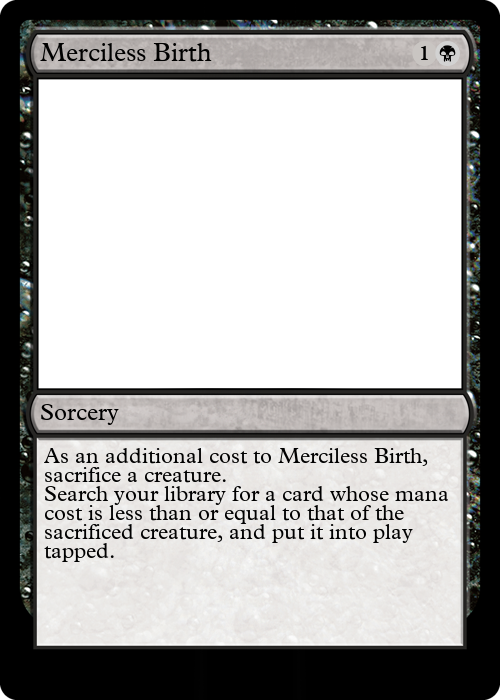 Merciless Birth 1
Sorcery
As an additional cost to Merciless Birth,
sacrifice a creature.
Search your library for a card whose mana
cost is less than or equal to that of the
sacrificed creature, and put it into play
tapped.